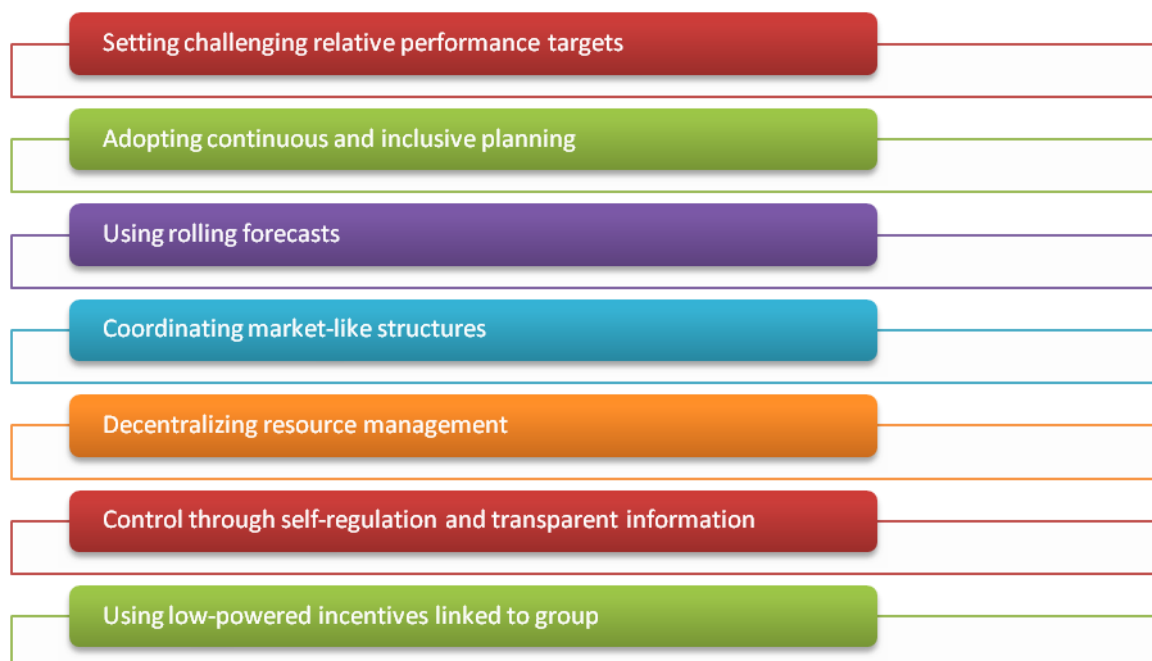 Setting challenging relative performance targets
Adopting continuous and inclusive planning
Using rolling forecasts
Coordinating market-like structures
Decentralizing resource management
Control through self-regulation and transparent information
Using low-powered incentives linked to group